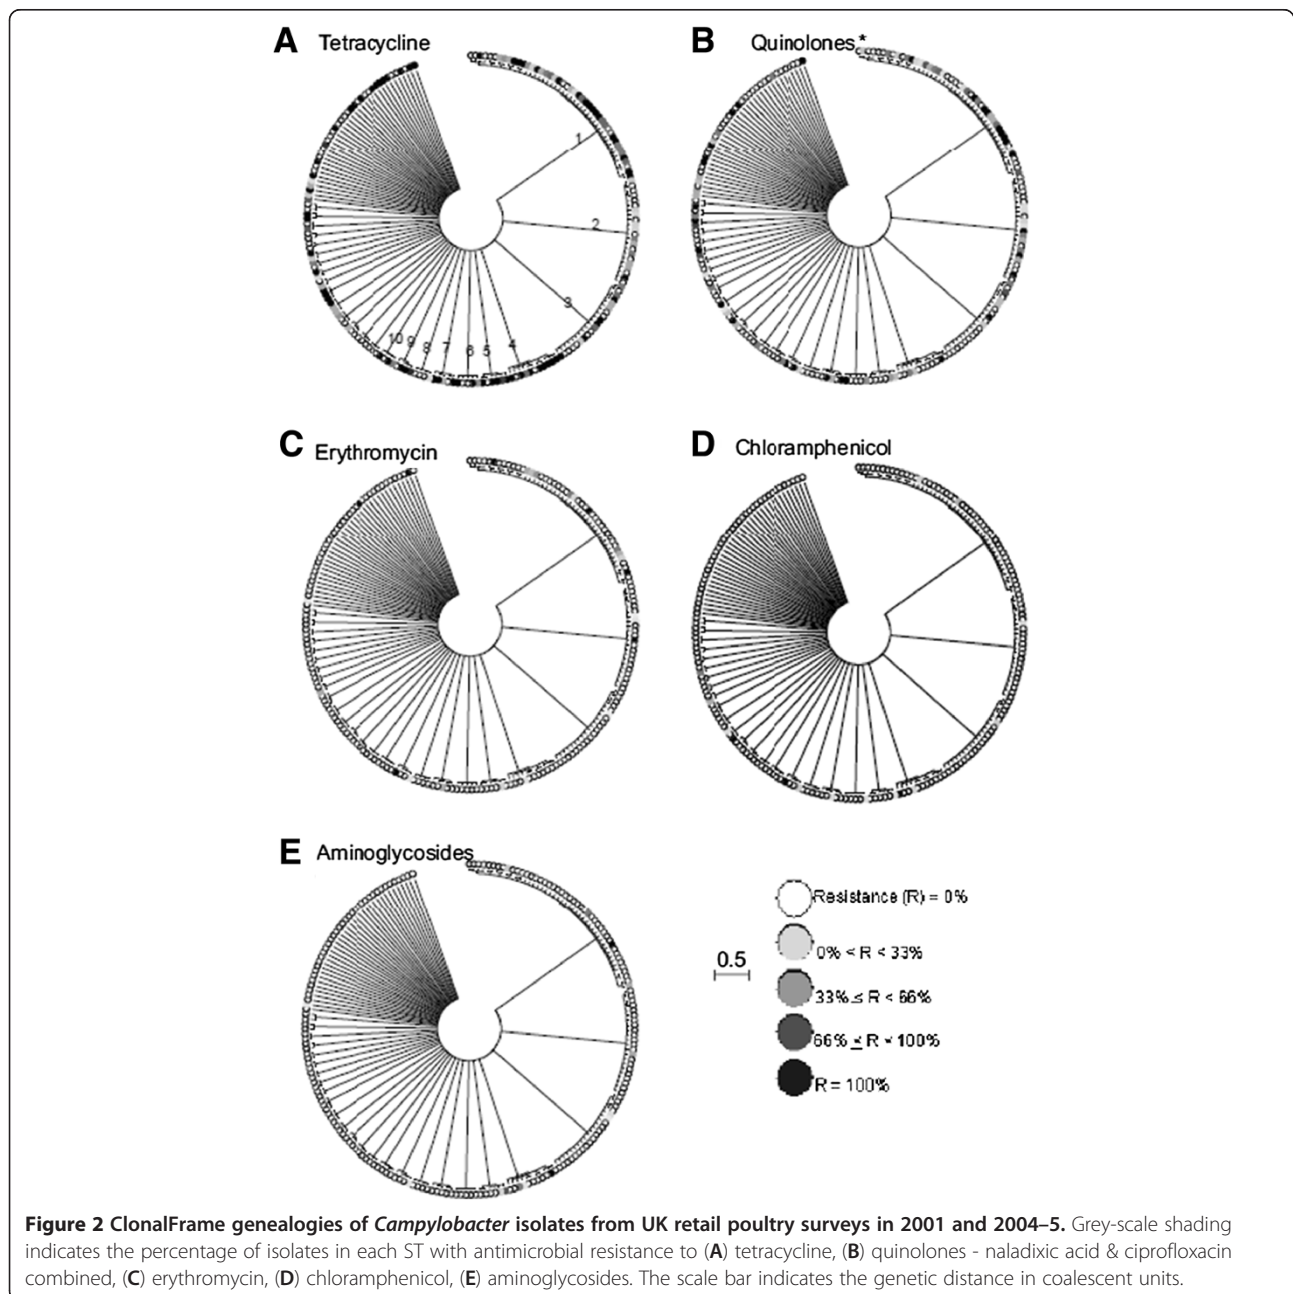 A Tetracycline
B Quinolones*
1
2
3
10 9 8 7 6 5 4
C Erythromycin
D Chloramphenicol
E Aminoglycosides
Resistance (R) = 0%
0% < R < 33%
0.5
33% ≤ R < 66%
66% ≤ R < 100%
R = 100%
Figure 2 ClonalFrame genealogies of Campylobacter isolates from UK retail poultry surveys in 2001 and 2004–5. Grey-scale shading
indicates the percentage of isolates in each ST with antimicrobial resistance to (A) tetracycline, (B) quinolones - naladixic acid & ciprofloxacin
combined, (C) erythromycin, (D) chloramphenicol, (E) aminoglycosides. The scale bar indicates the genetic distance in coalescent units.